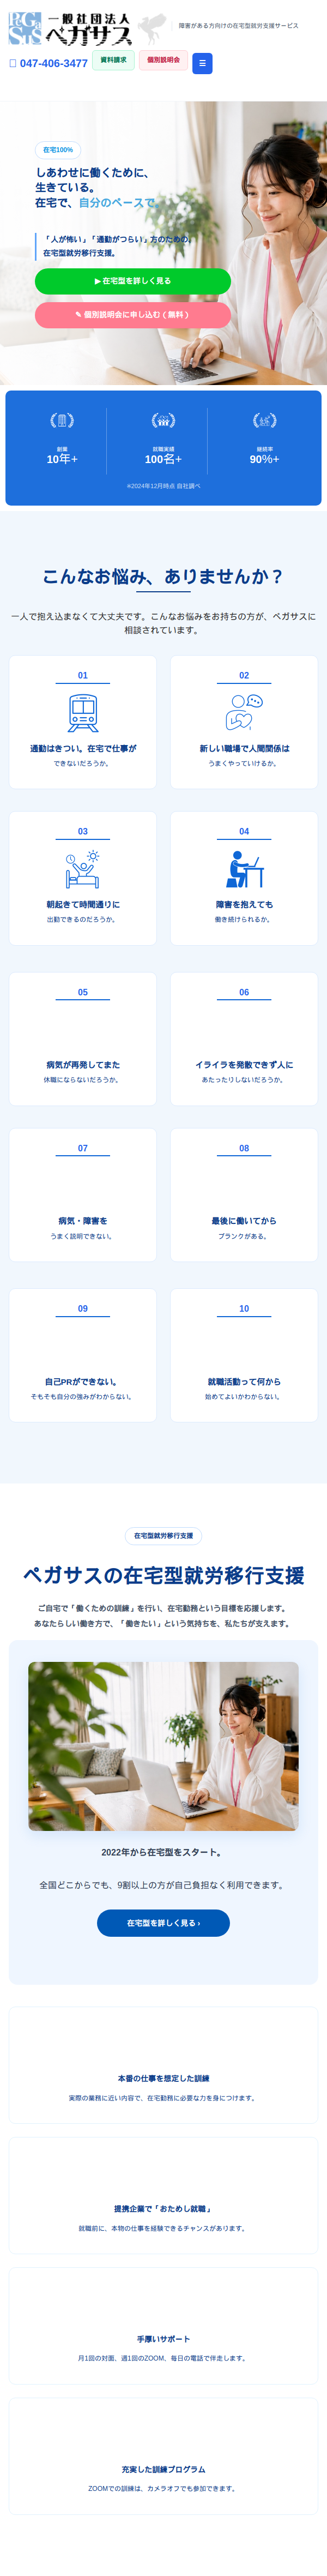 一般社団法人
ペガサス
障害がある方向けの在宅型就労支援サービス
047-406-3477
資料請求
個別説明会
在宅100%
しあわせに働くために、
生きている。
在宅で、自分のペースで。
「人が怖い」「通勤がつらい」方のための、
在宅型就労移行支援。
▶ 在宅型を詳しく見る
✎ 個別説明会に申し込む（無料）
創業
10年+
就職実績
100名+
継続率
90%+
※2024年12月時点 自社調べ
こんなお悩み、ありませんか？
一人で抱え込まなくて大丈夫です。こんなお悩みをお持ちの方が、ペガサスに
相談されています。
01
通勤はきつい。在宅で仕事が
できないだろうか。
02
新しい職場で人間関係は
うまくやっていけるか。
03
朝起きて時間通りに
出勤できるのだろうか。
04
障害を抱えても
働き続けられるか。
05
病気が再発してまた
休職にならないだろうか。
06
イライラを発散できず人に
あたったりしないだろうか。
07
病気・障害を
うまく説明できない。
08
最後に働いてから
ブランクがある。
09
自己PRができない。
そもそも自分の強みがわからない。
10
就職活動って何から
始めてよいかわからない。
在宅型就労移行支援
ペガサスの在宅型就労移行支援
ご自宅で「働くための訓練」を行い、在宅勤務という目標を応援します。
あなたらしい働き方で、「働きたい」という気持ちを、私たちが支えます。
2022年から在宅型をスタート。
全国どこからでも、9割以上の方が自己負担なく利用できます。
在宅型を詳しく見る ›
本番の仕事を想定した訓練
実際の業務に近い内容で、在宅勤務に必要な力を身につけます。
提携企業で「おためし就職」
就職前に、本物の仕事を経験できるチャンスがあります。
手厚いサポート
月1回の対面、週1回のZOOM、毎日の電話で伴走します。
充実した訓練プログラム
ZOOMでの訓練は、カメラオフでも参加できます。